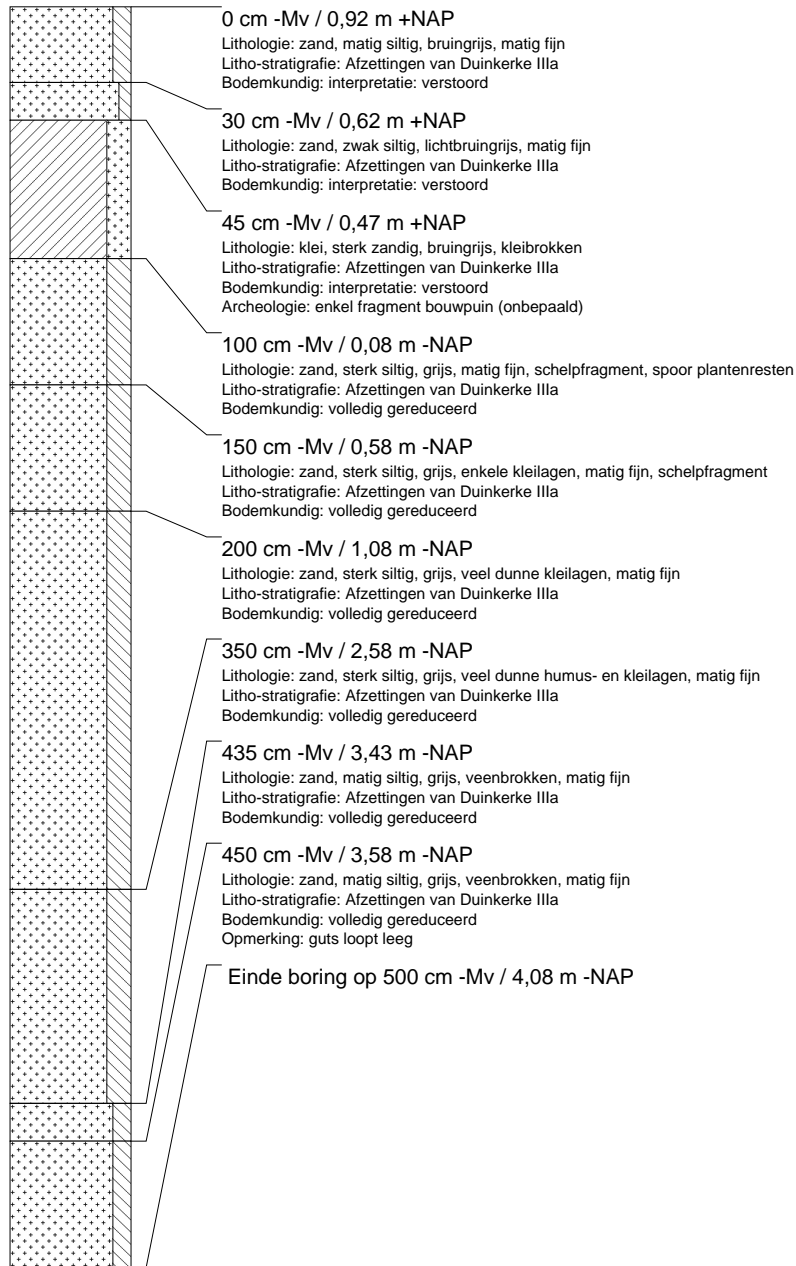 0 cm -Mv / 0,92 m +NAP
Lithologie: zand, matig siltig, bruingrijs, matig fijn
Litho-stratigrafie: Afzettingen van Duinkerke IIIa
Bodemkundig: interpretatie: verstoord
30 cm -Mv / 0,62 m +NAP
Lithologie: zand, zwak siltig, lichtbruingrijs, matig fijn
Litho-stratigrafie: Afzettingen van Duinkerke IIIa
Bodemkundig: interpretatie: verstoord
45 cm -Mv / 0,47 m +NAP
Lithologie: klei, sterk zandig, bruingrijs, kleibrokken
Litho-stratigrafie: Afzettingen van Duinkerke IIIa
Bodemkundig: interpretatie: verstoord
Archeologie: enkel fragment bouwpuin (onbepaald)
100 cm -Mv / 0,08 m -NAP
Lithologie: zand, sterk siltig, grijs, matig fijn, schelpfragment, spoor plantenresten
Litho-stratigrafie: Afzettingen van Duinkerke IIIa
Bodemkundig: volledig gereduceerd
150 cm -Mv / 0,58 m -NAP
Lithologie: zand, sterk siltig, grijs, enkele kleilagen, matig fijn, schelpfragment
Litho-stratigrafie: Afzettingen van Duinkerke IIIa
Bodemkundig: volledig gereduceerd
200 cm -Mv / 1,08 m -NAP
Lithologie: zand, sterk siltig, grijs, veel dunne kleilagen, matig fijn
Litho-stratigrafie: Afzettingen van Duinkerke IIIa
Bodemkundig: volledig gereduceerd
350 cm -Mv / 2,58 m -NAP
Lithologie: zand, sterk siltig, grijs, veel dunne humus- en kleilagen, matig fijn
Litho-stratigrafie: Afzettingen van Duinkerke IIIa
Bodemkundig: volledig gereduceerd
435 cm -Mv / 3,43 m -NAP
Lithologie: zand, matig siltig, grijs, veenbrokken, matig fijn
Litho-stratigrafie: Afzettingen van Duinkerke IIIa
Bodemkundig: volledig gereduceerd
450 cm -Mv / 3,58 m -NAP
Lithologie: zand, matig siltig, grijs, veenbrokken, matig fijn
Litho-stratigrafie: Afzettingen van Duinkerke IIIa
Bodemkundig: volledig gereduceerd
Opmerking: guts loopt leeg
Einde boring op 500 cm -Mv / 4,08 m -NAP